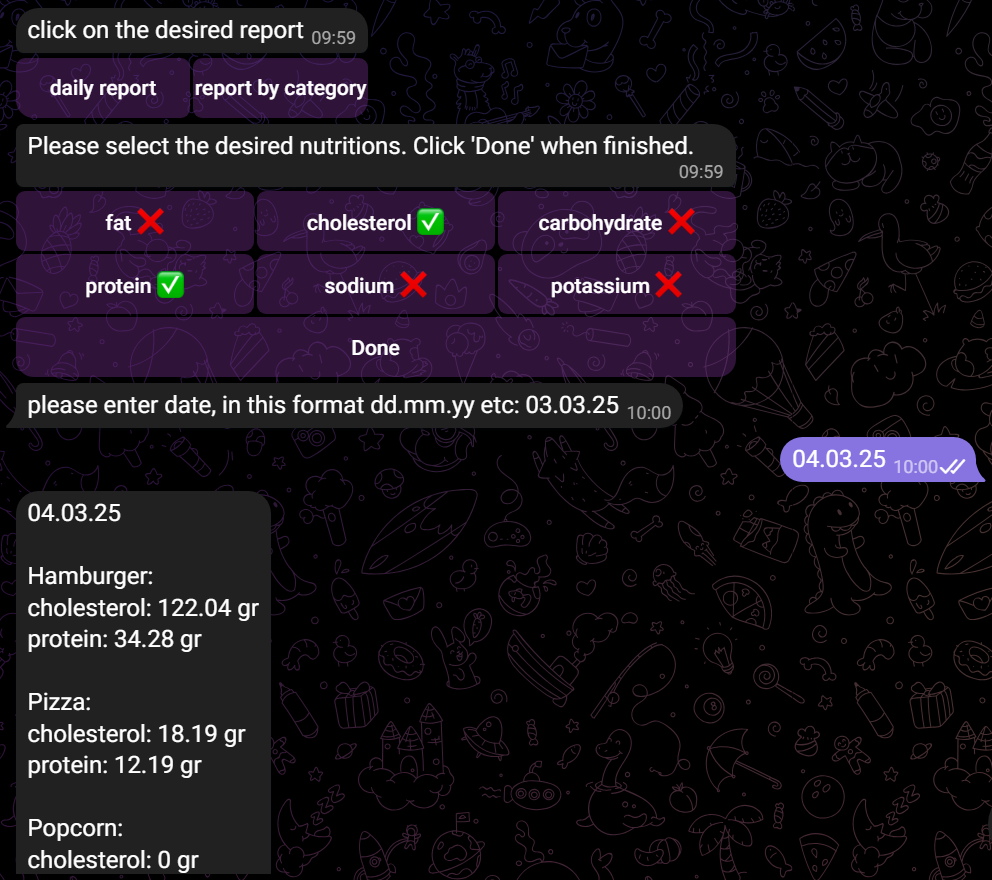 click on the desired report 09:59
daily report report by category
Please select the desired nutritions. Click 'Done' when finished.
09:59
fat ❌ cholesterol ✅ carbohydrate ❌
protein ✅ sodium ❌ potassium ❌
Done
please enter date, in this format dd.mm.yy etc: 03.03.25 10:00
04.03.25 10:00
04.03.25
Hamburger:
cholesterol: 122.04 gr
protein: 34.28 gr
Pizza:
cholesterol: 18.19 gr
protein: 12.19 gr
Popcorn:
cholesterol: 0 gr